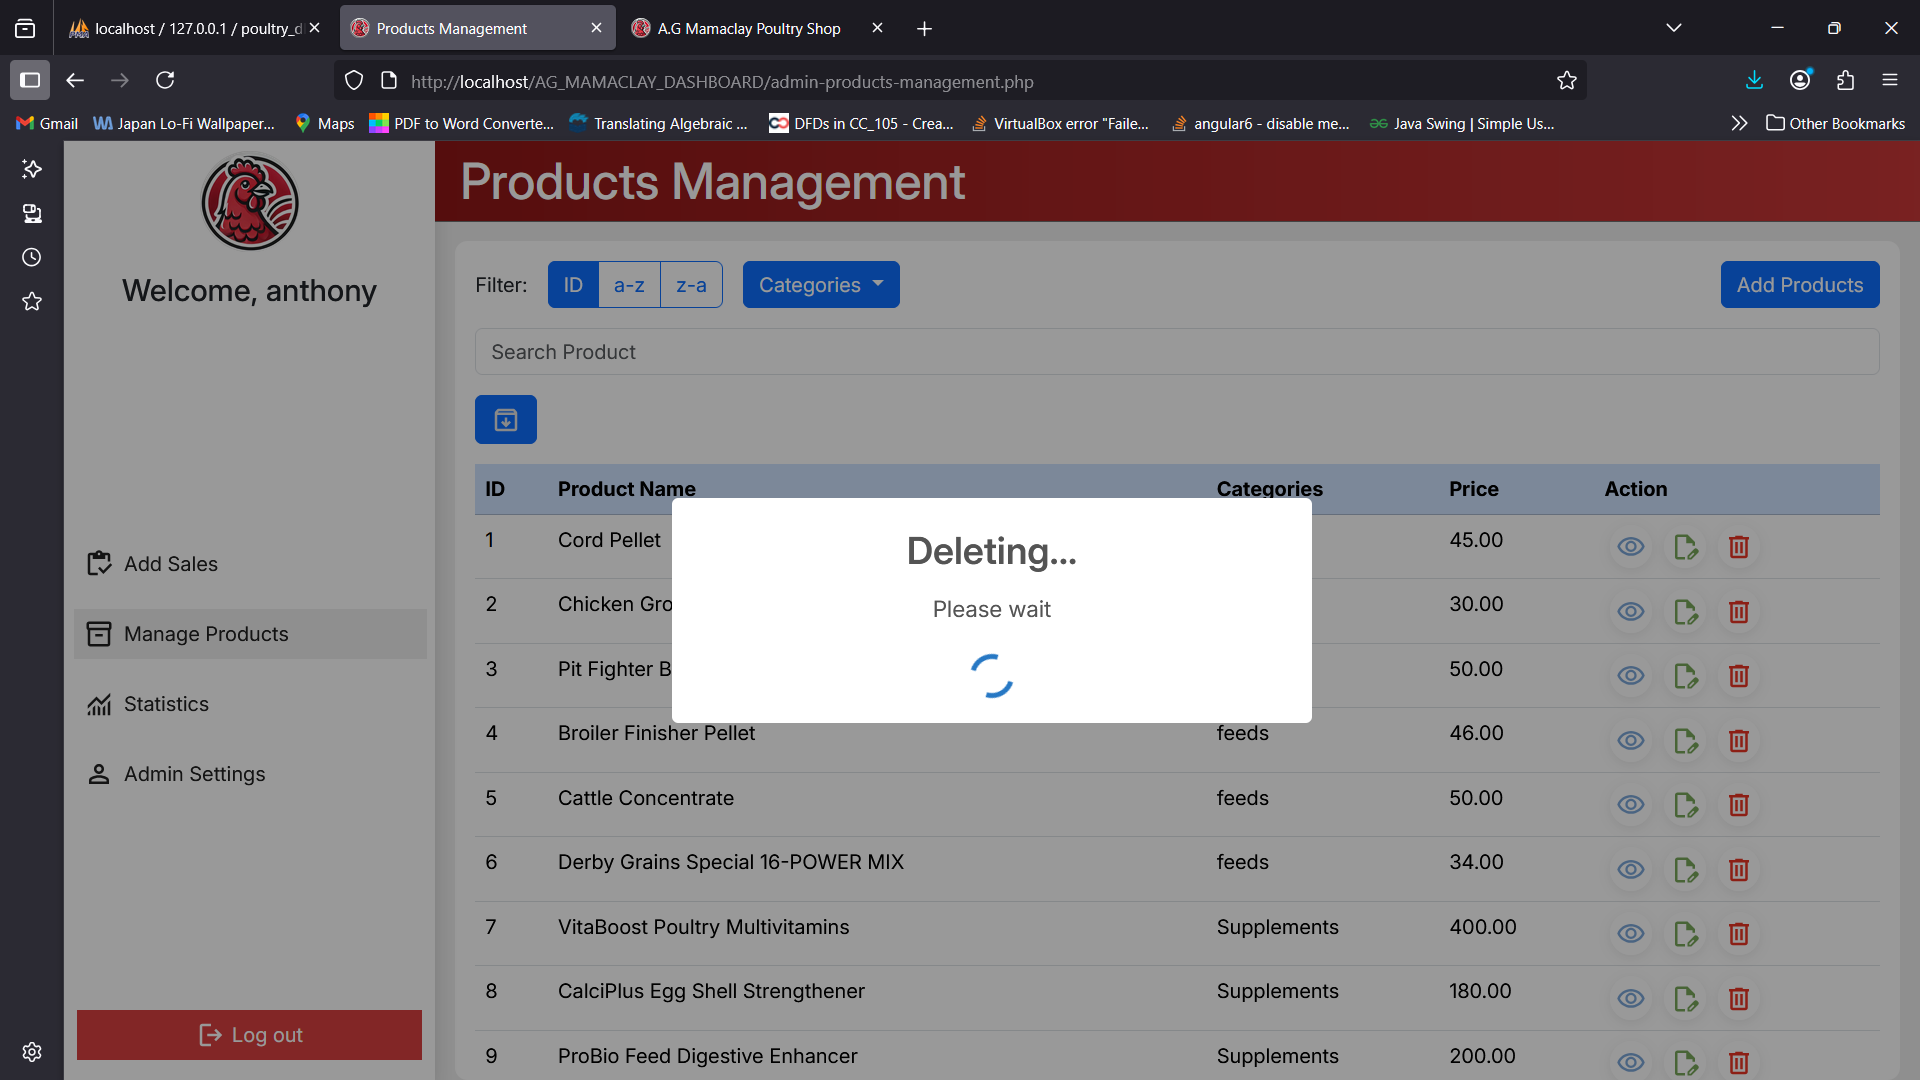 localhost / 127.0.0.1 / poultry_d
Products Management
A.G Mamaclay Poultry Shop
http://localhost/AG_MAMACLAY_DASHBOARD/admin-products-management.php
Gmail
Japan Lo-Fi Wallpaper...
Maps
PDF to Word Converte...
Translating Algebraic ...
DFDs in CC_105 - Crea...
VirtualBox error "Faile...
angular6 - disable me...
Java Swing | Simple Us...
Other Bookmarks
Welcome, anthony
Add Sales
Manage Products
Statistics
Admin Settings
Log out
Products Management
Filter: ID a-z z-a Categories Add Products
Search Product
ID Product Name Categories Price Action
1 Cord Pellet 45.00
2 Chicken Gro 30.00
3 Pit Fighter B 50.00
Deleting...
Please wait
4 Broiler Finisher Pellet feeds 46.00
5 Cattle Concentrate feeds 50.00
6 Derby Grains Special 16-POWER MIX feeds 34.00
7 VitaBoost Poultry Multivitamins Supplements 400.00
8 CalciPlus Egg Shell Strengthener Supplements 180.00
9 ProBio Feed Digestive Enhancer Supplements 200.00